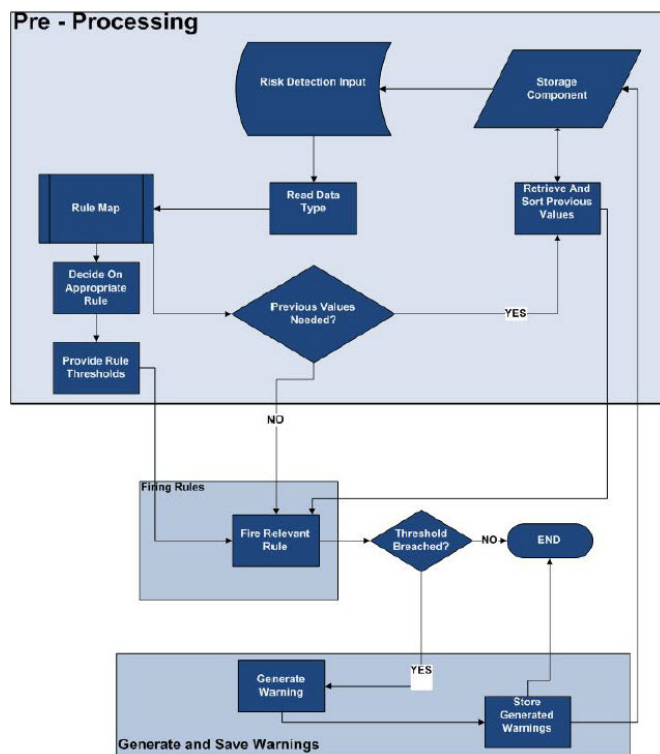 Pre - Processing
Risk Detection Input
Storage
Component
Rule Map
Read Data
Type
Retrieve And
Sort Previous
Values
Decide On
Appropriate
Rule
Previous Values
Needed?
YES
Provide Rule
Thresholds
NO
Firing Rules
Fire Relevant
Rule
Threshold
Breached?
NO
END
YES
Generate
Warning
Store
Generated
Warnings
Generate and Save Warnings